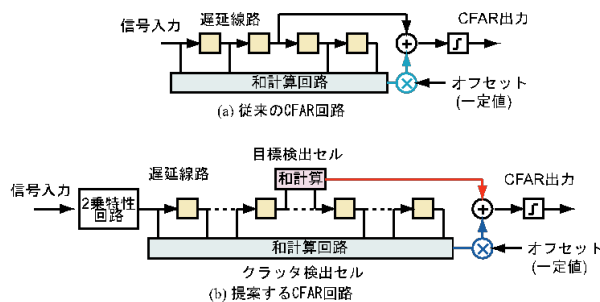 信号入力
遅延線路
CFAR出力
和計算回路
オフセット
(一定値)
(a) 従来のCFAR回路
目標検出セル
信号入力
遅延線路
和計算
CFAR出力
2乗特性
回路
和計算回路
オフセット
(一定値)
クラッタ検出セル
(b) 提案するCFAR回路